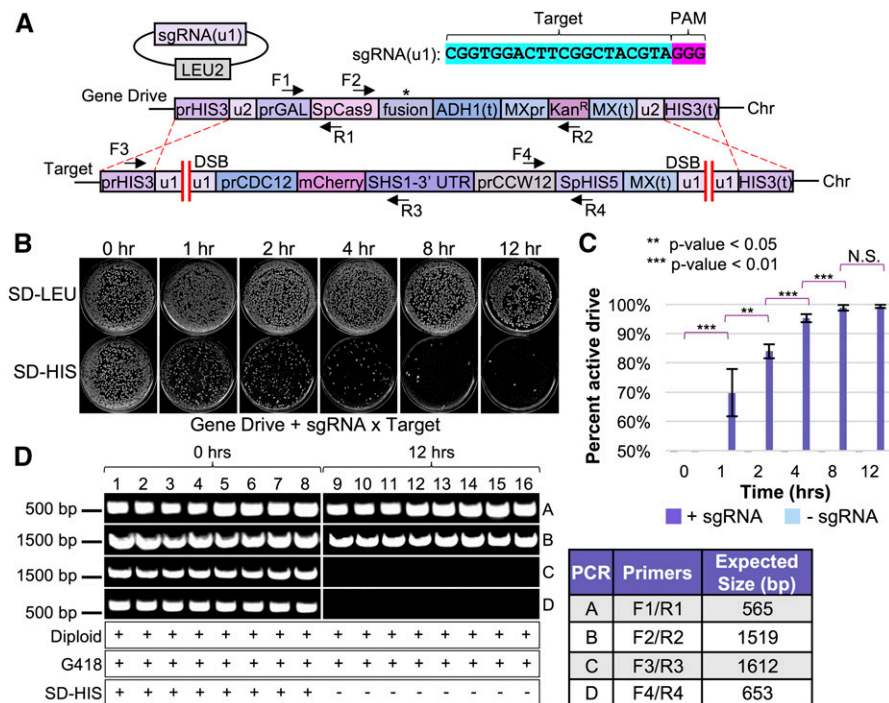 A
sgRNA(u1)
LEU2
Target PAM
sgRNA(u1): CGGTGGACTTCGGCTACGTAGGG
F1 F2 *
Gene Drive
prHIS3 u2 prGAL SpCas9 fusion ADH1(t) MXpr KanR MX(t) u2 HIS3(t) Chr
R1 R2
F3 F4
Target DSB DSB
prHIS3 u1 u1 prCDC12 mCherry SHS1-3' UTR prCCW12 SpHIS5 MX(t) u1 u1 HIS3(t) Chr
R3 R4
B
0 hr 1 hr 2 hr 4 hr 8 hr 12 hr
SD-LEU
SD-HIS
Gene Drive + sgRNA x Target
C
** p-value < 0.05
*** p-value < 0.01
*** ** *** *** N.S.
Percent active drive
100%
90%
80%
70%
60%
50%
0 1 2 4 8 12
Time (hrs)
+ sgRNA - sgRNA
D
0 hrs 12 hrs
1 2 3 4 5 6 7 8 9 10 11 12 13 14 15 16
500 bp A
1500 bp B
1500 bp C
500 bp D
Diploid + + + + + + + + + + + + + + + +
G418 + + + + + + + + + + + + + + + +
SD-HIS + + + + + + + + - - - - - - - -
PCR Primers Expected Size (bp)
A F1/R1 565
B F2/R2 1519
C F3/R3 1612
D F4/R4 653